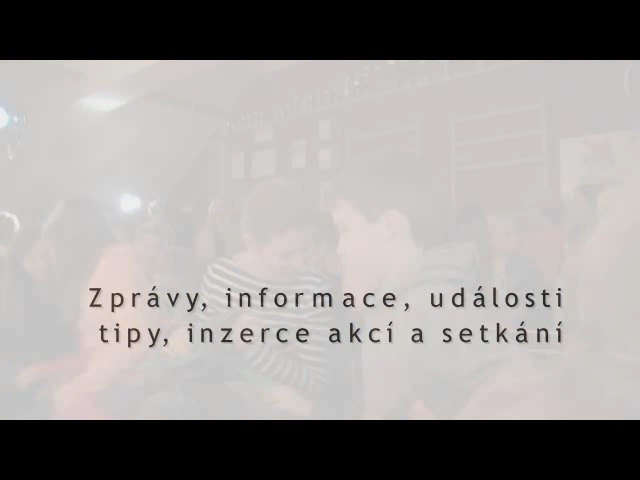 Zprávy, informace, události
tipy, inzerce akcí a setkání